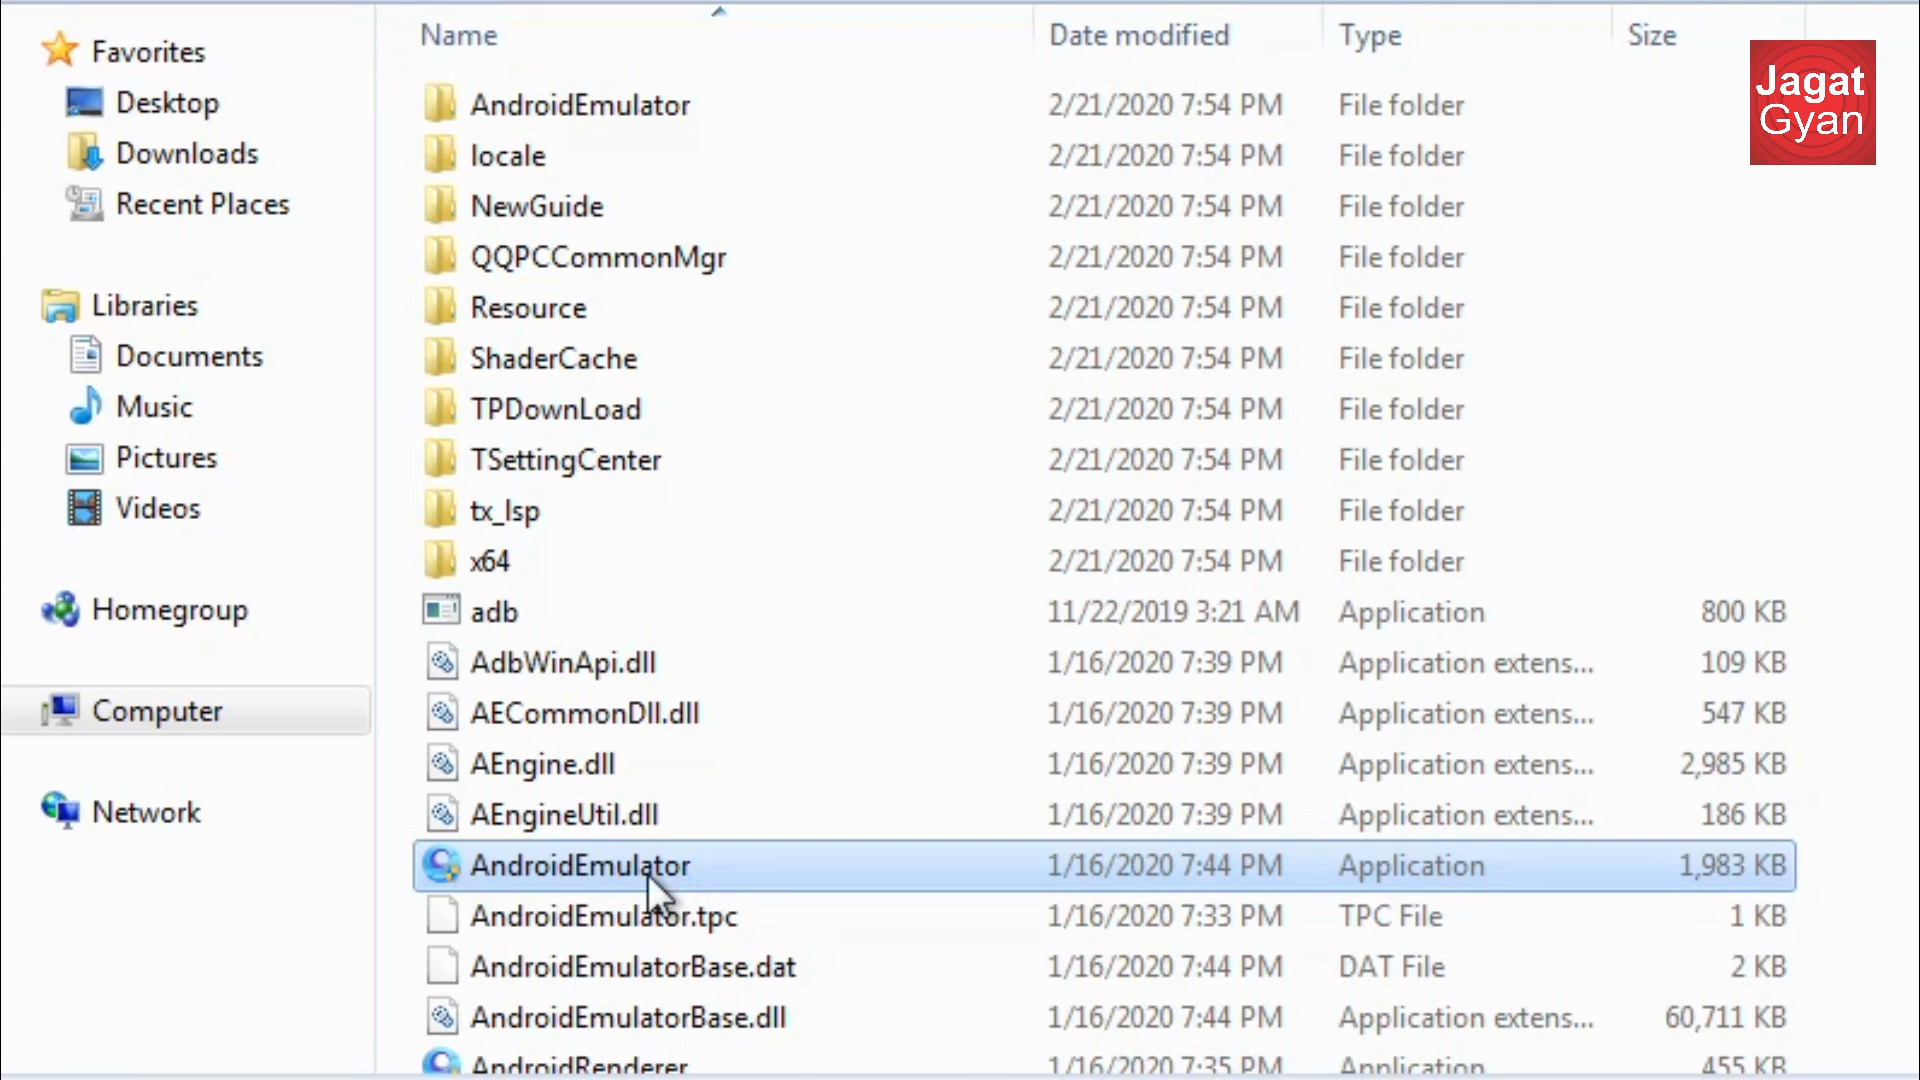 Favorites
Desktop
Downloads
Recent Places
Libraries
Documents
Music
Pictures
Videos
Homegroup
Computer
Network
Name Date modified Type Size
AndroidEmulator 2/21/2020 7:54 PM File folder
locale 2/21/2020 7:54 PM File folder
NewGuide 2/21/2020 7:54 PM File folder
QQPCCommonMgr 2/21/2020 7:54 PM File folder
Resource 2/21/2020 7:54 PM File folder
ShaderCache 2/21/2020 7:54 PM File folder
TPDownLoad 2/21/2020 7:54 PM File folder
TSettingCenter 2/21/2020 7:54 PM File folder
tx_lsp 2/21/2020 7:54 PM File folder
x64 2/21/2020 7:54 PM File folder
adb 11/22/2019 3:21 AM Application 800 KB
AdbWinApi.dll 1/16/2020 7:39 PM Application extens... 109 KB
AECommonDll.dll 1/16/2020 7:39 PM Application extens... 547 KB
AEngine.dll 1/16/2020 7:39 PM Application extens... 2,985 KB
AEngineUtil.dll 1/16/2020 7:39 PM Application extens... 186 KB
AndroidEmulator 1/16/2020 7:44 PM Application 1,983 KB
AndroidEmulator.tpc 1/16/2020 7:33 PM TPC File 1 KB
AndroidEmulatorBase.dat 1/16/2020 7:44 PM DAT File 2 KB
AndroidEmulatorBase.dll 1/16/2020 7:44 PM Application extens... 60,711 KB
AndroidRenderer 1/16/2020 7:35 PM Application 455 KB
Jagat
Gyan